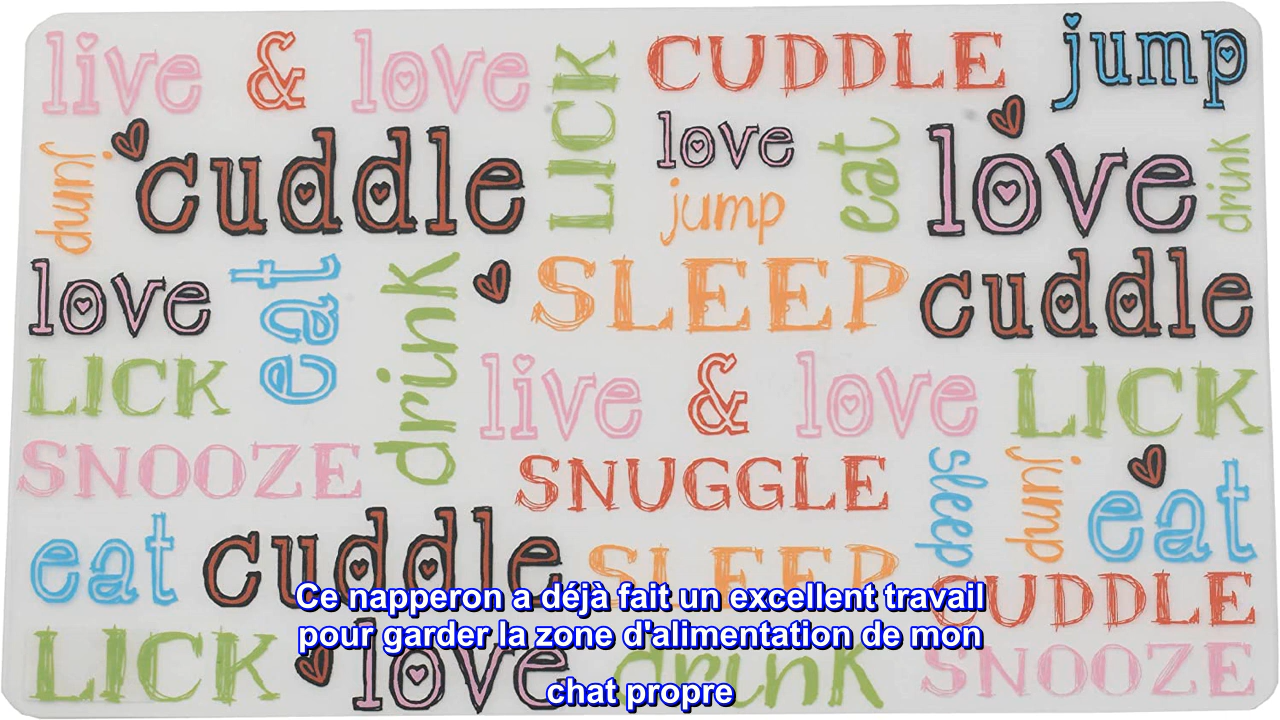 live & love LICK CUDDLE jump
jump cuddle love eat love drink
jump
love eat drink SLEEP cuddle
LICK live & love LICK
SNOOZE SNUGGLE sleep jump eat
eat cuddle SLEEP CUDDLE
LICK love drink SNOOZE
Ce napperon a déjà fait un excellent travail
pour garder la zone d'alimentation de mon
chat propre